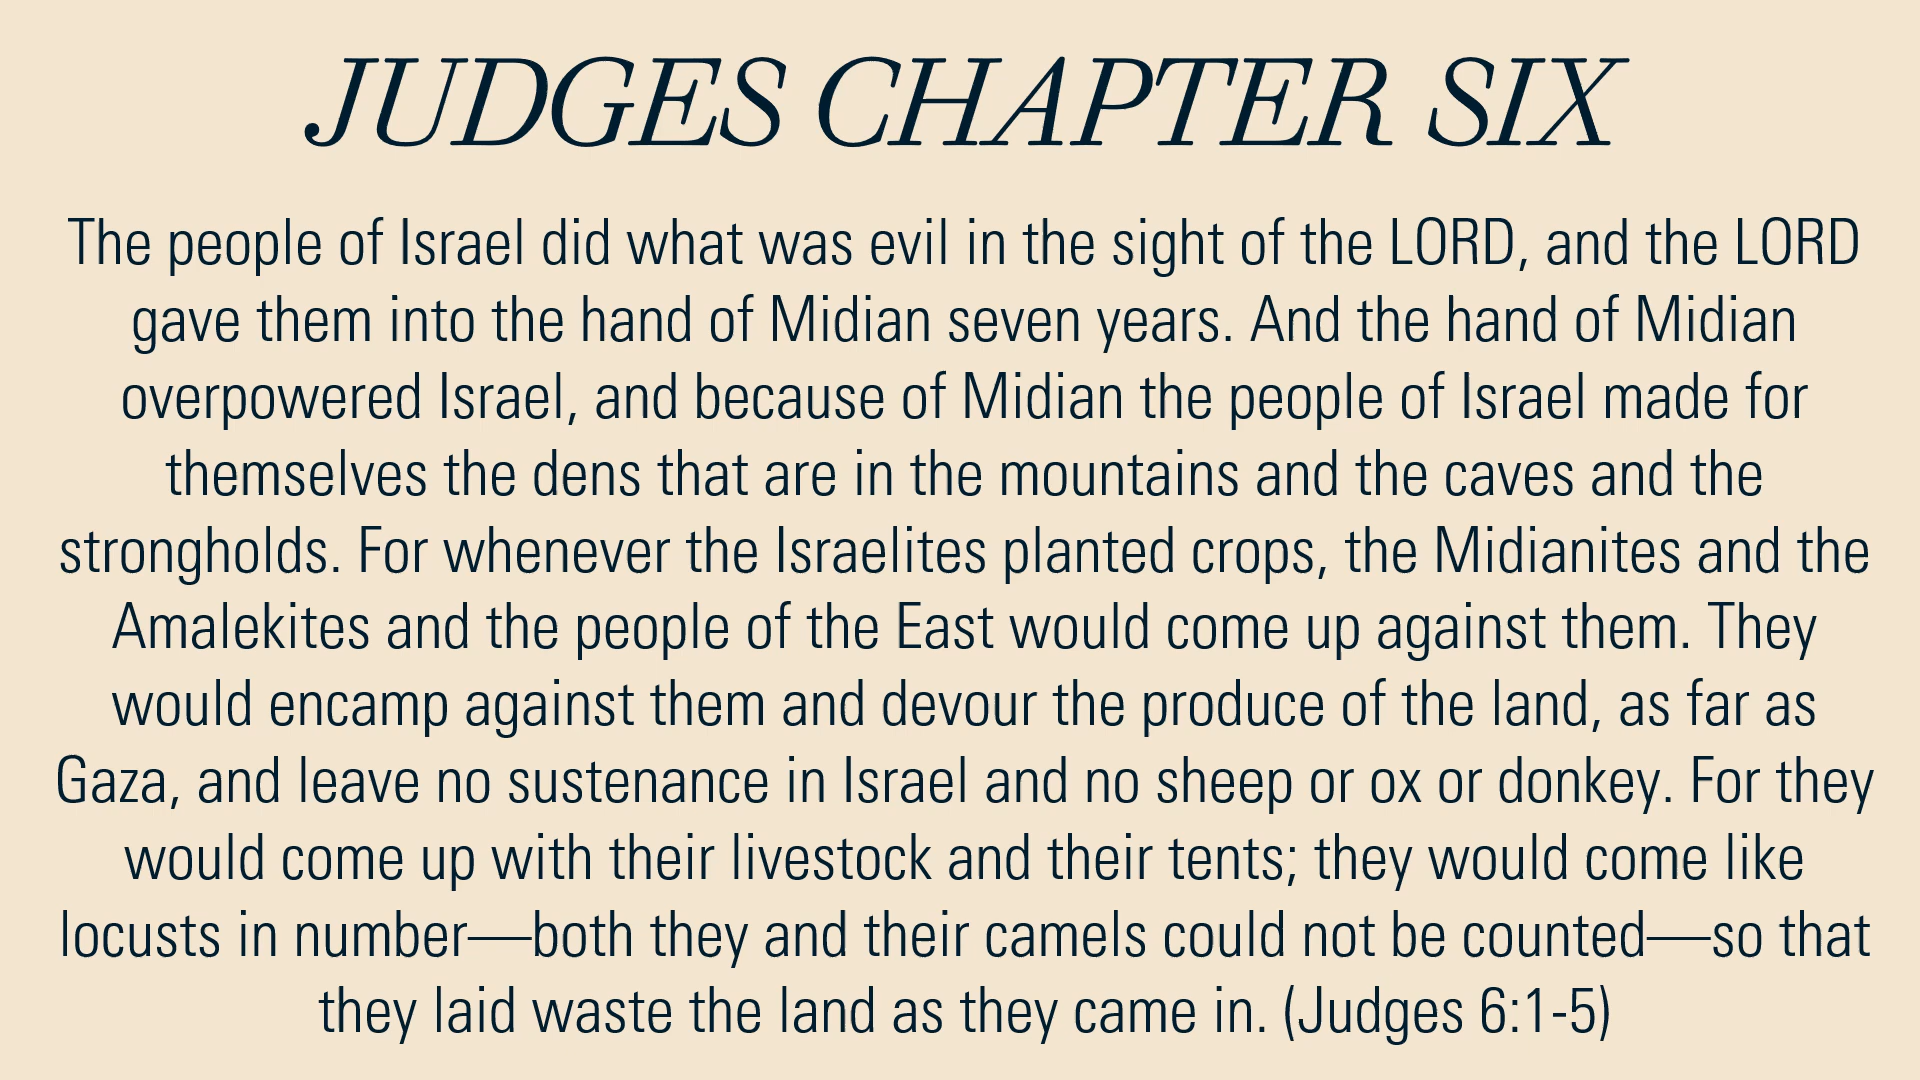 JUDGES CHAPTER SIX
The people of Israel did what was evil in the sight of the LORD, and the LORD
gave them into the hand of Midian seven years. And the hand of Midian
overpowered Israel, and because of Midian the people of Israel made for
themselves the dens that are in the mountains and the caves and the
strongholds. For whenever the Israelites planted crops, the Midianites and the
Amalekites and the people of the East would come up against them. They
would encamp against them and devour the produce of the land, as far as
Gaza, and leave no sustenance in Israel and no sheep or ox or donkey. For they
would come up with their livestock and their tents; they would come like
locusts in number—both they and their camels could not be counted—so that
they laid waste the land as they came in. (Judges 6:1-5)